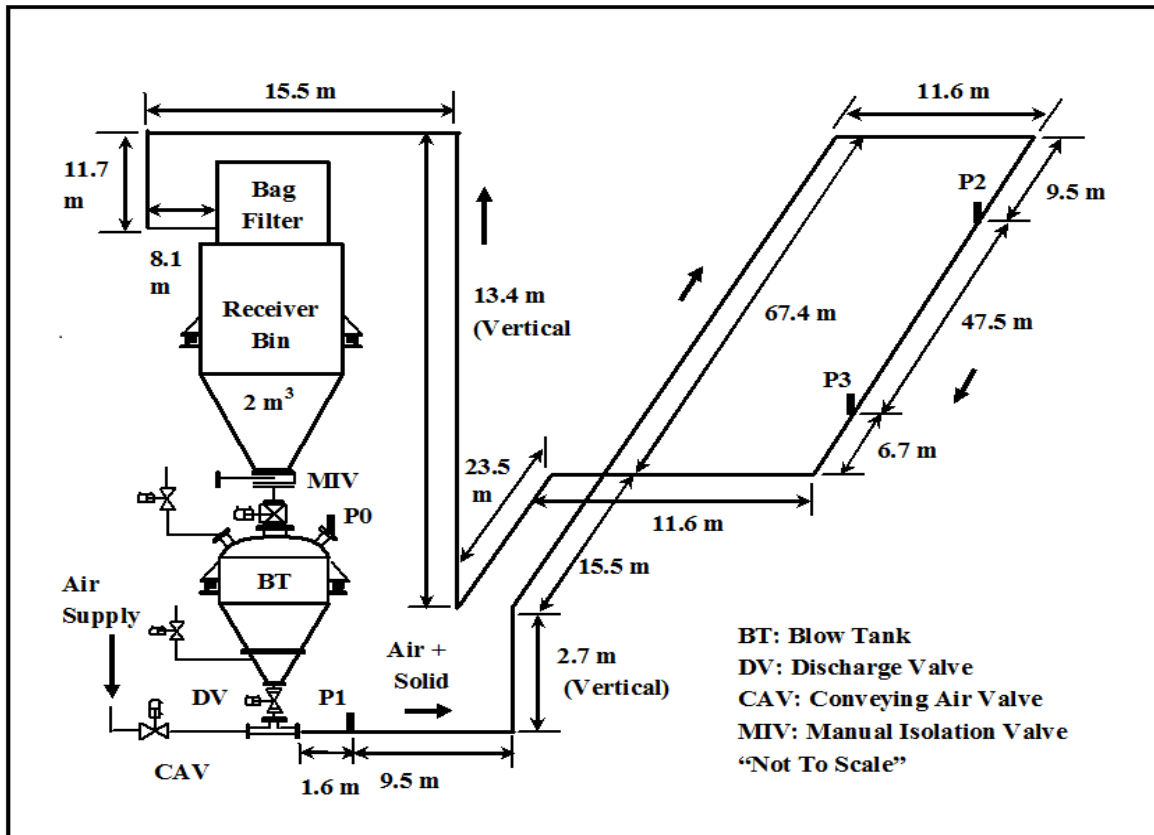 15.5 m
11.6 m
11.7
m
Bag
Filter
P2
9.5 m
8.1
m
13.4 m
(Vertical
67.4 m
47.5 m
Receiver
Bin
P3
2 m³
6.7 m
23.5
m
MIV
P0
11.6 m
15.5 m
BT
Air
Supply
Air +
Solid
2.7 m
(Vertical)
DV
P1
CAV
1.6 m
9.5 m
BT: Blow Tank
DV: Discharge Valve
CAV: Conveying Air Valve
MIV: Manual Isolation Valve
“Not To Scale”